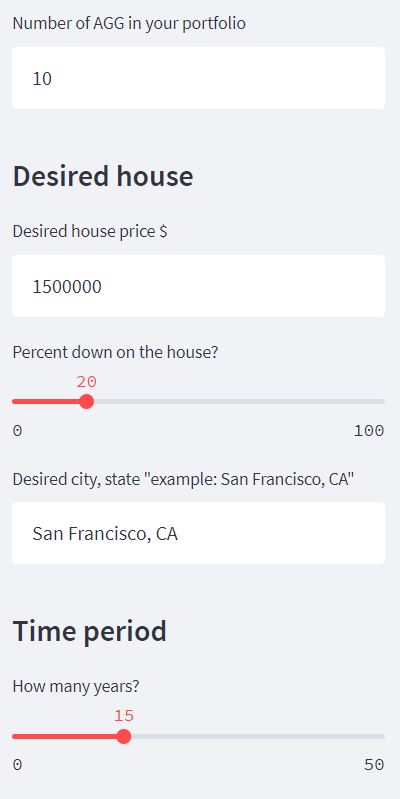 Number of AGG in your portfolio
10
Desired house
Desired house price $
1500000
Percent down on the house?
20
0 100
Desired city, state "example: San Francisco, CA"
San Francisco, CA
Time period
How many years?
15
0 50